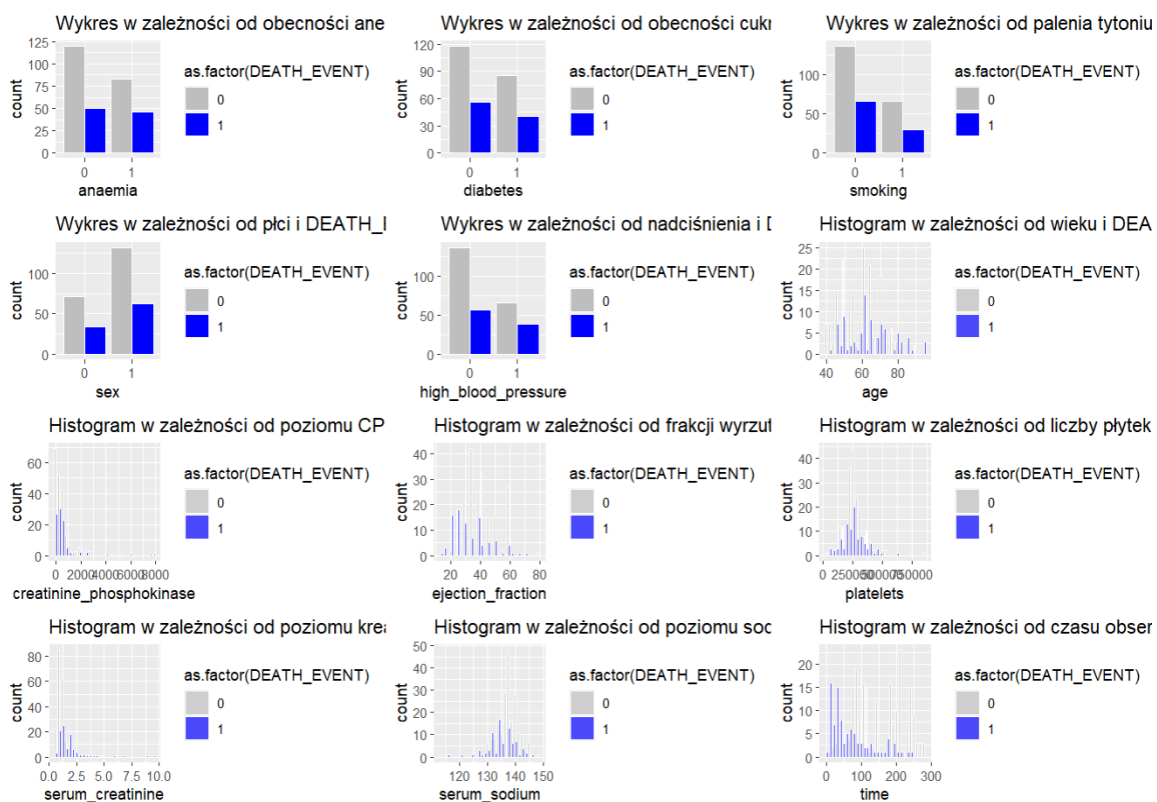 Wykres w zależności od obecności ane
125
100
75
50
25
0
count
0 1
anaemia
as.factor(DEATH_EVENT)
0
1
Wykres w zależności od obecności cukr
120
90
60
30
0
count
0 1
diabetes
as.factor(DEATH_EVENT)
0
1
Wykres w zależności od palenia tytoniu
100
50
0
count
0 1
smoking
as.factor(DEATH_EVENT)
0
1
Wykres w zależności od płci i DEATH_E
100
50
0
count
0 1
sex
as.factor(DEATH_EVENT)
0
1
Wykres w zależności od nadciśnienia i D
100
50
0
count
0 1
high_blood_pressure
as.factor(DEATH_EVENT)
0
1
Histogram w zależności od wieku i DEA
25
20
15
10
5
0
count
40 60 80
age
as.factor(DEATH_EVENT)
0
1
Histogram w zależności od poziomu CP
60
40
20
0
count
0 2000 4000 6000 8000
creatinine_phosphokinase
as.factor(DEATH_EVENT)
0
1
Histogram w zależności od frakcji wyrzut
40
30
20
10
0
count
20 40 60 80
ejection_fraction
as.factor(DEATH_EVENT)
0
1
Histogram w zależności od liczby płytek
40
30
20
10
0
count
0 250000 500000 750000
platelets
as.factor(DEATH_EVENT)
0
1
Histogram w zależności od poziomu krea
80
60
40
20
0
count
0.0 2.5 5.0 7.5 10.0
serum_creatinine
as.factor(DEATH_EVENT)
0
1
Histogram w zależności od poziomu sod
50
40
30
20
10
0
count
120 130 140 150
serum_sodium
as.factor(DEATH_EVENT)
0
1
Histogram w zależności od czasu obser
20
15
10
5
0
count
0 100 200 300
time
as.factor(DEATH_EVENT)
0
1